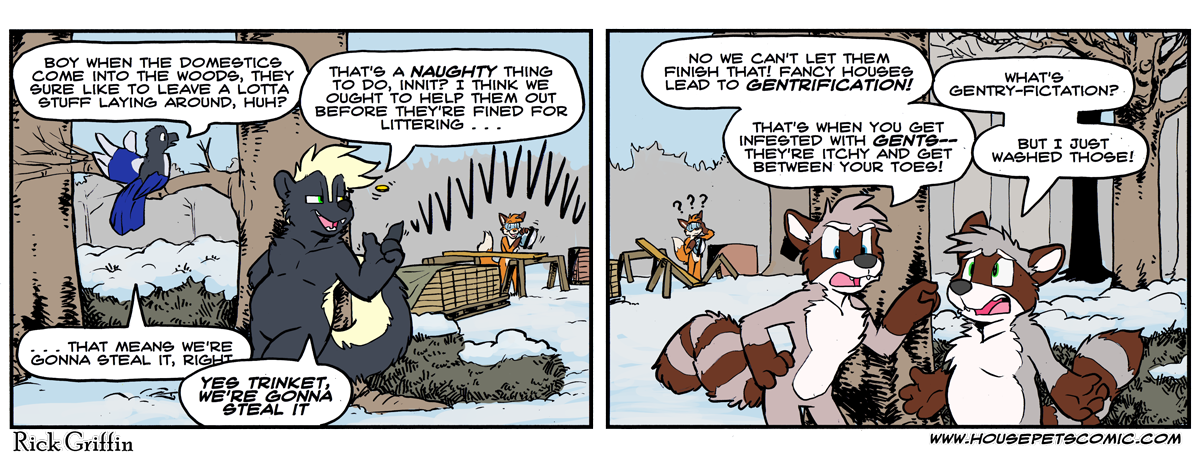 BOY WHEN THE DOMESTICS
COME INTO THE WOODS, THEY
SURE LIKE TO LEAVE A LOTTA
STUFF LAYING AROUND, HUH?
THAT'S A NAUGHTY THING
TO DO, INNIT? I THINK WE
OUGHT TO HELP THEM OUT
BEFORE THEY'RE FINED FOR
LITTERING . . .
. . . THAT MEANS WE'RE
GONNA STEAL IT, RIGHT
YES TRINKET,
WE'RE GONNA
STEAL IT
NO WE CAN'T LET THEM
FINISH THAT! FANCY HOUSES
LEAD TO GENTRIFICATION!
WHAT'S
GENTRY-FICTATION?
THAT'S WHEN YOU GET
INFESTED WITH GENTS--
THEY'RE ITCHY AND GET
BETWEEN YOUR TOES!
BUT I JUST
WASHED THOSE!
???
Rick Griffin
WWW.HOUSEPETSCOMIC.COM